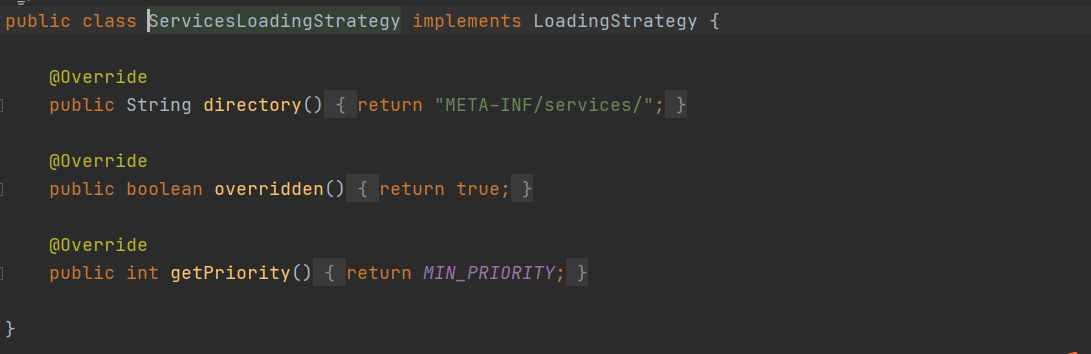 public class ServicesLoadingStrategy implements LoadingStrategy {
@Override
public String directory() { return "META-INF/services/"; }
@Override
public boolean overridden() { return true; }
@Override
public int getPriority() { return MIN_PRIORITY; }
}